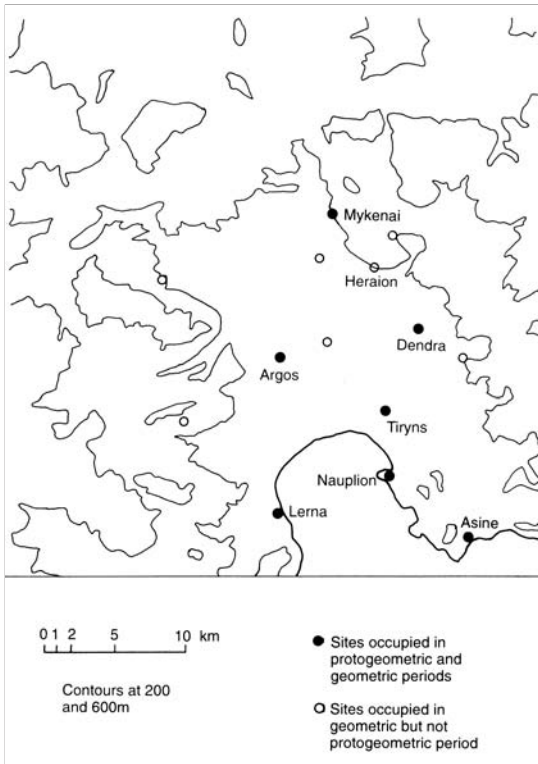 Mykenai
Heraion
Dendra
Argos
Tiryns
Nauplion
Lerna
Asine
0 1 2 5 10 km
Contours at 200
and 600m
Sites occupied in
protogeometric and
geometric periods
Sites occupied in
geometric but not
protogeometric period